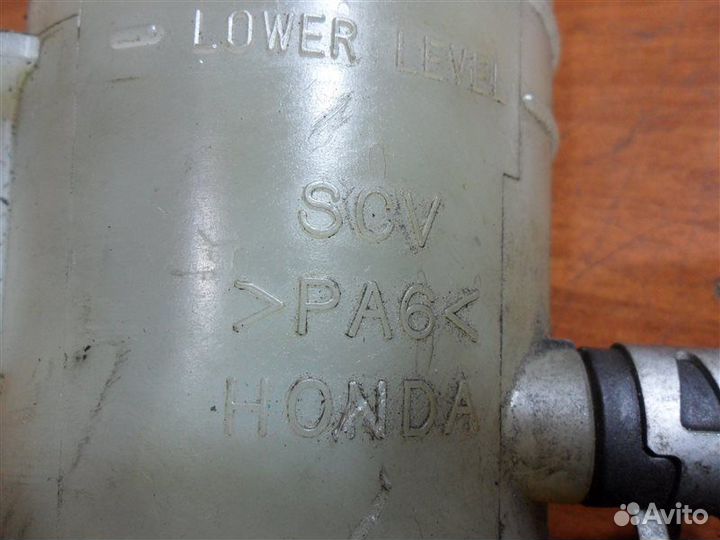 - LOWER LEVEL
SCV
>PA6<
HONDA
Avito